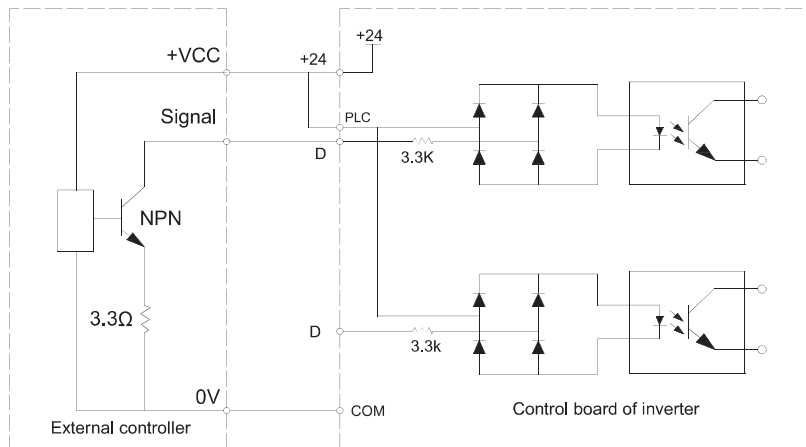 +24
+VCC
+24
Signal
PLC
D
3.3K
NPN
3.3Ω
D
3.3k
0V
COM
External controller
Control board of inverter